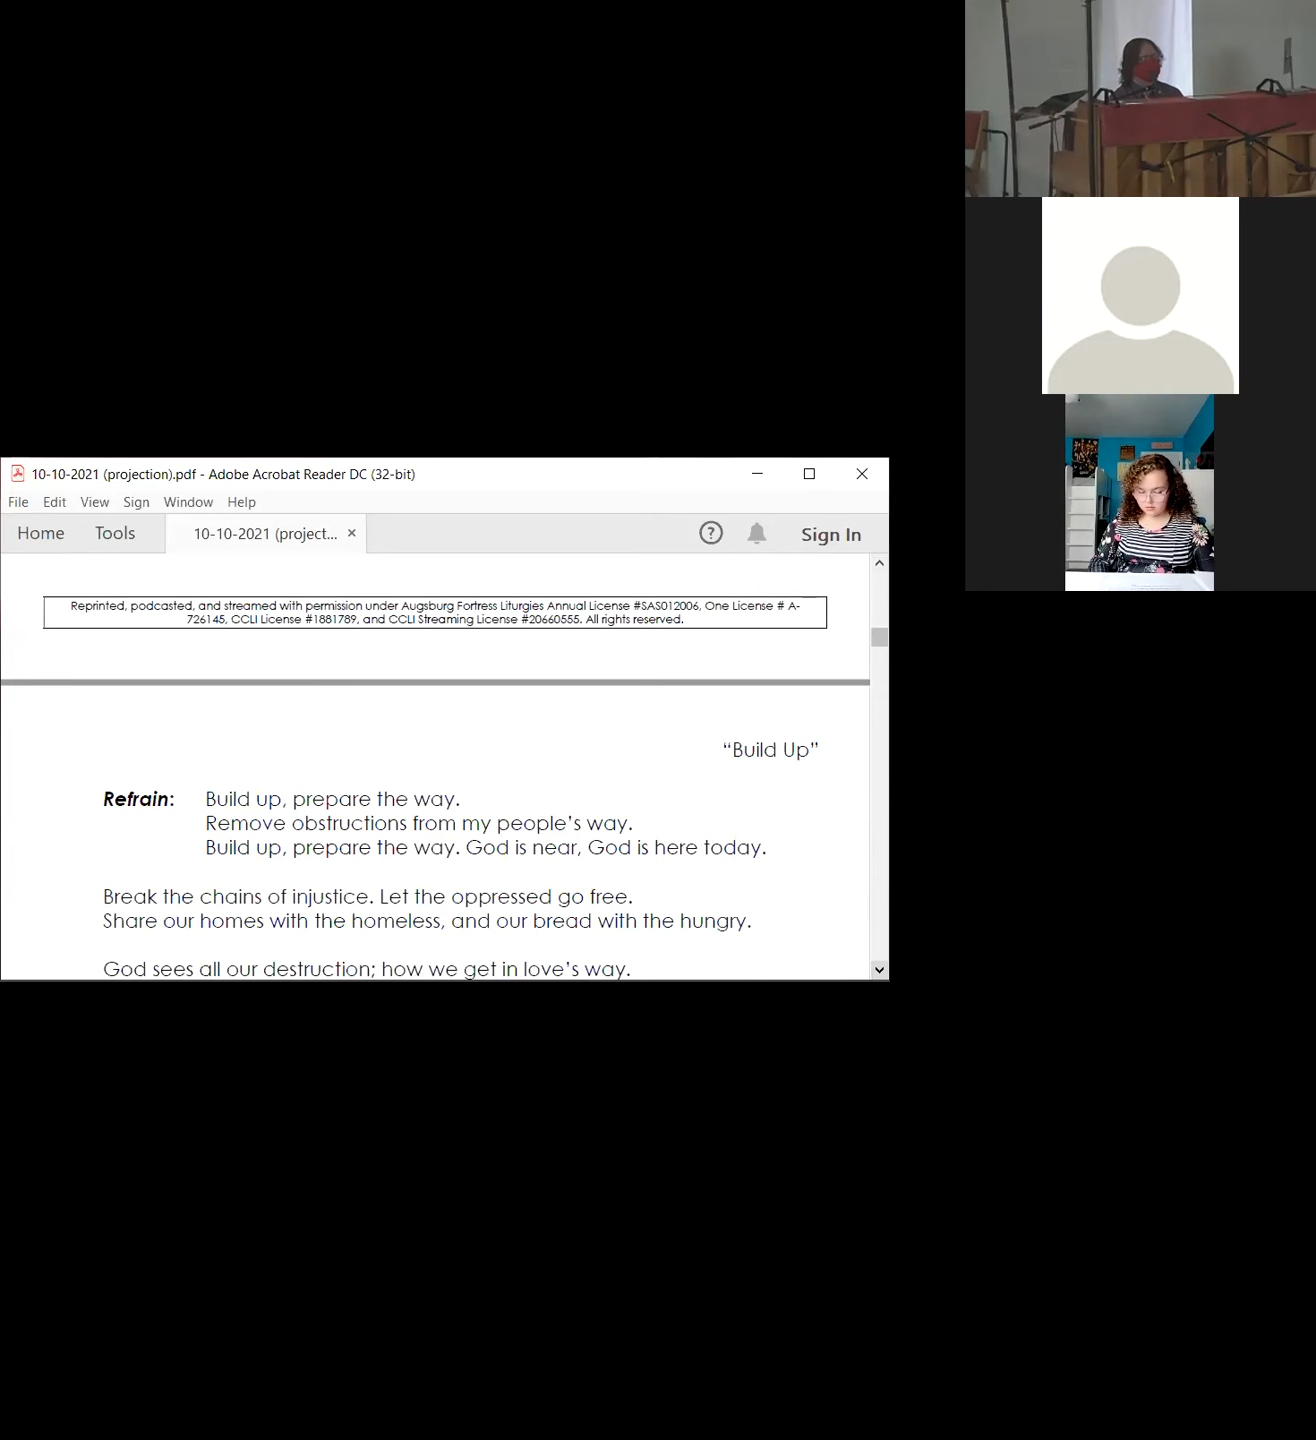 10-10-2021 (projection).pdf - Adobe Acrobat Reader DC (32-bit)
File Edit View Sign Window Help
Home Tools 10-10-2021 (project... × ? Sign In
Reprinted, podcasted, and streamed with permission under Augsburg Fortress Liturgies Annual License #SAS012006, One License # A-
726145, CCLI License #1881789, and CCLI Streaming License #20660555. All rights reserved.
“Build Up”
Refrain: Build up, prepare the way.
Remove obstructions from my people’s way.
Build up, prepare the way. God is near, God is here today.
Break the chains of injustice. Let the oppressed go free.
Share our homes with the homeless, and our bread with the hungry.
God sees all our destruction; how we get in love’s way.